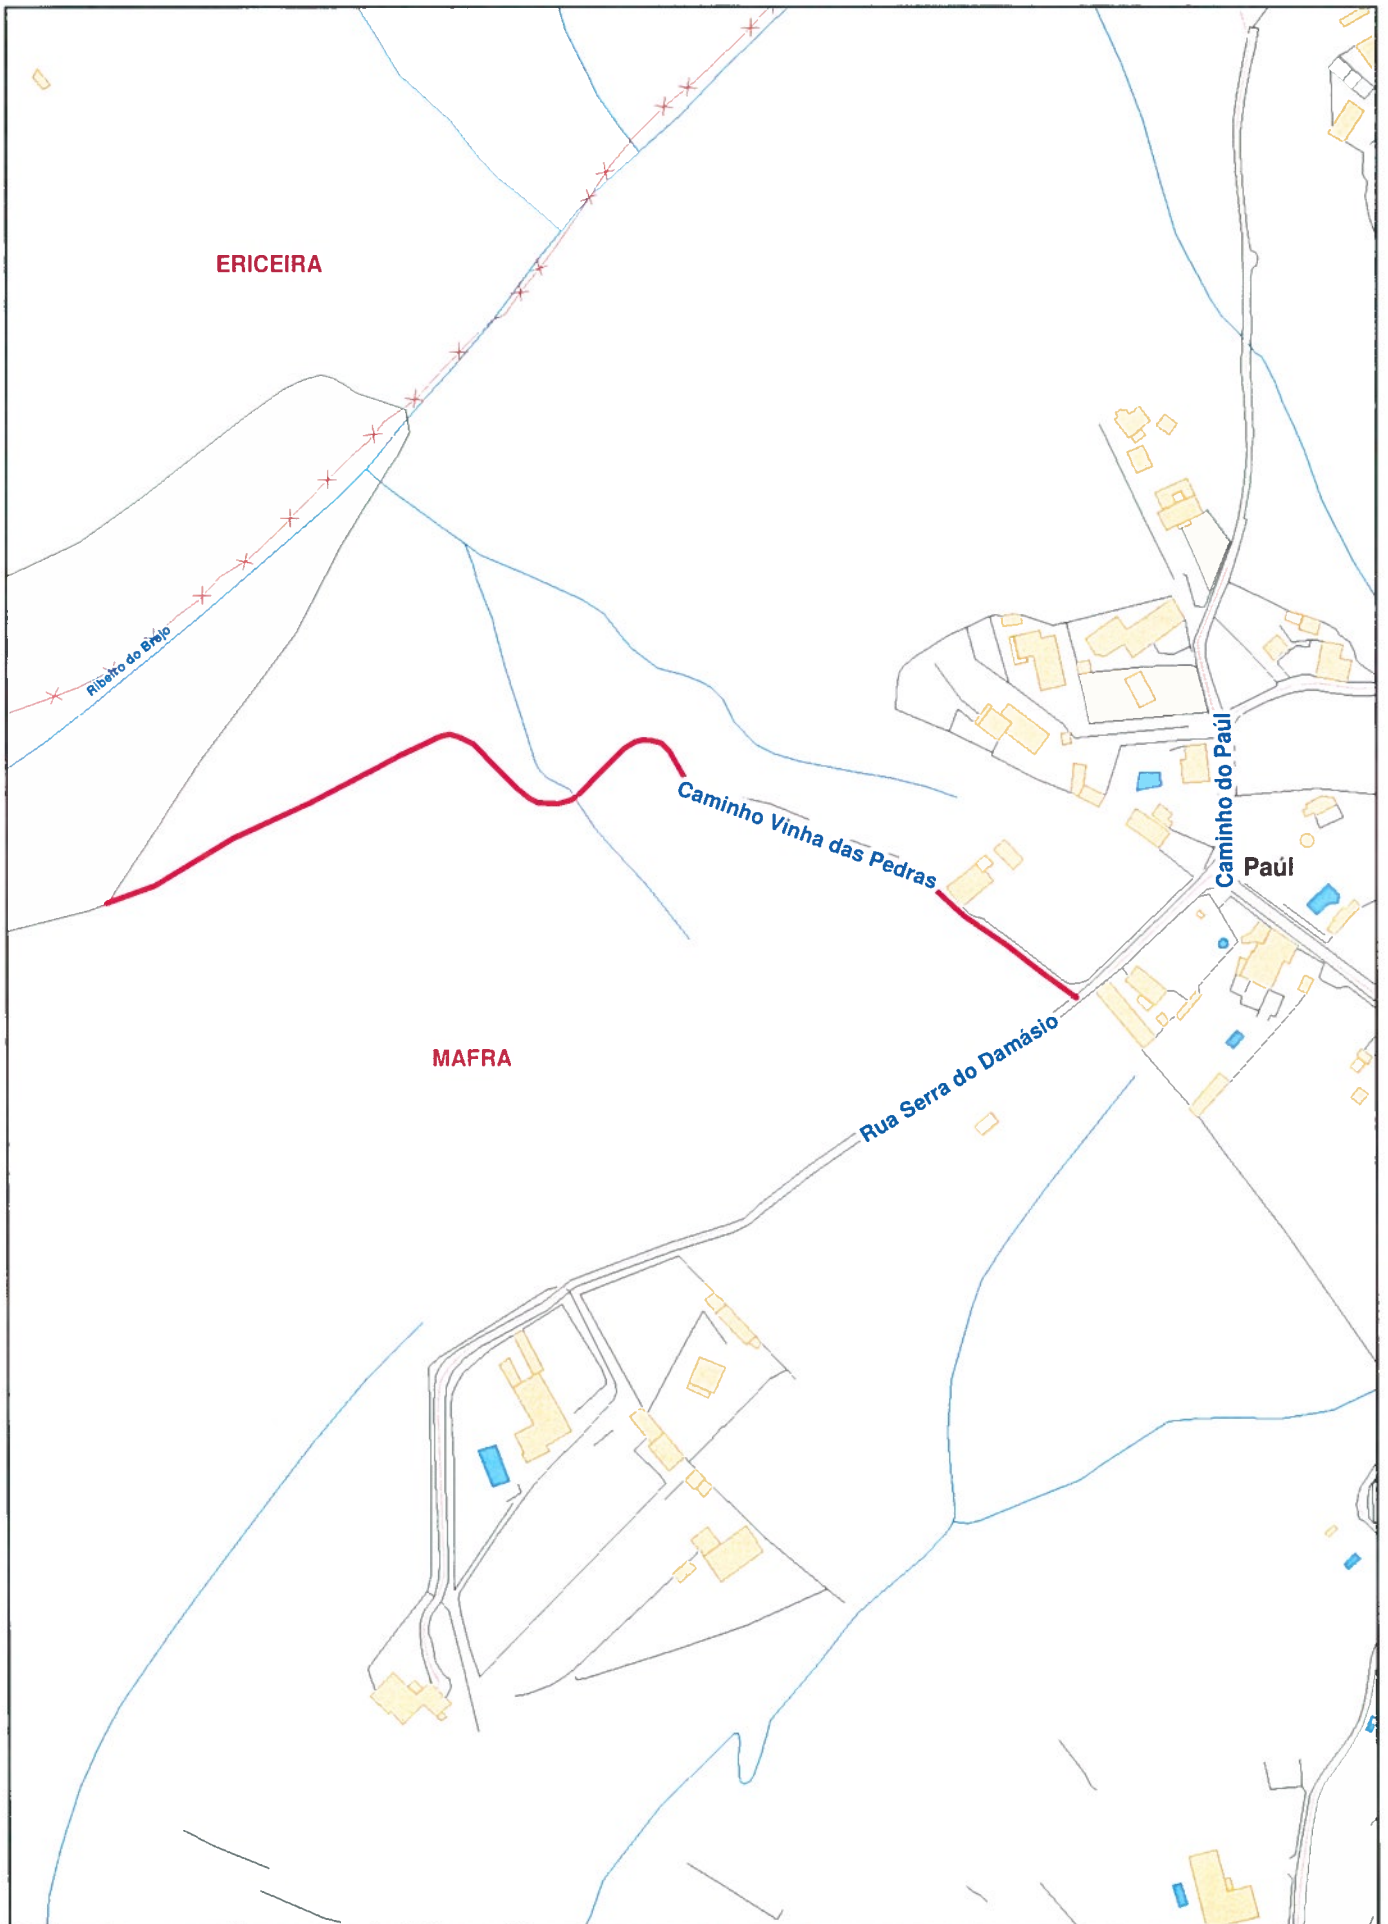 ERICEIRA
Ribeiro do Brejo
Caminho do Paúl
Caminho Vinha das Pedras
Paúl
Rua Serra do Damásio
MAFRA